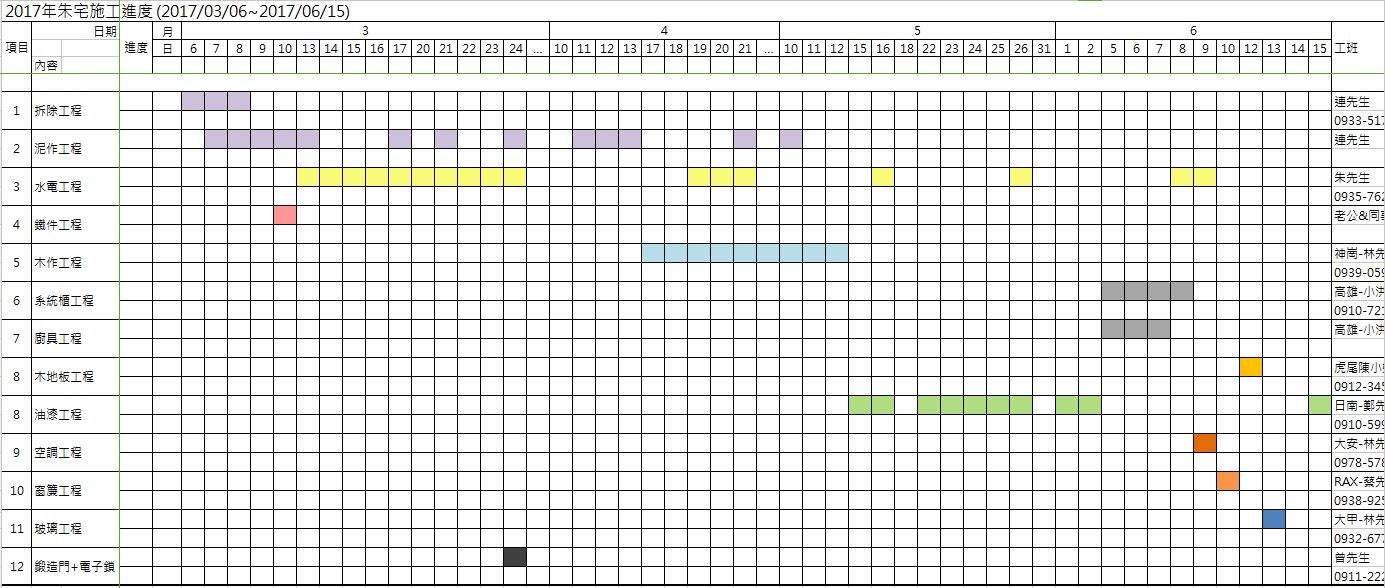 2017年朱宅施工進度 (2017/03/06~2017/06/15)
項目 日期 內容 進度 月 3 4 5 6 工班
日 6 7 8 9 10 13 14 15 16 17 20 21 22 23 24 ... 10 11 12 13 17 18 19 20 21 ... 10 11 12 15 16 18 22 23 24 25 26 31 1 2 5 6 7 8 9 10 12 13 14 15
1 拆除工程 連先生
0933-517
2 泥作工程 連先生
3 水電工程 朱先生
0935-762
4 鐵件工程 老公&同
5 木作工程 神崗-林先
0939-059
6 系統櫃工程 高雄-小洪
0910-721
7 廚具工程 高雄-小洪
8 木地板工程 虎尾陳小
0912-345
8 油漆工程 日南-鄭先
0910-599
9 空調工程 大安-林先
0978-578
10 窗簾工程 RAX-蔡先
0938-925
11 玻璃工程 大甲-林先
0932-677
12 鍛造門+電子鎖 曾先生
0911-222